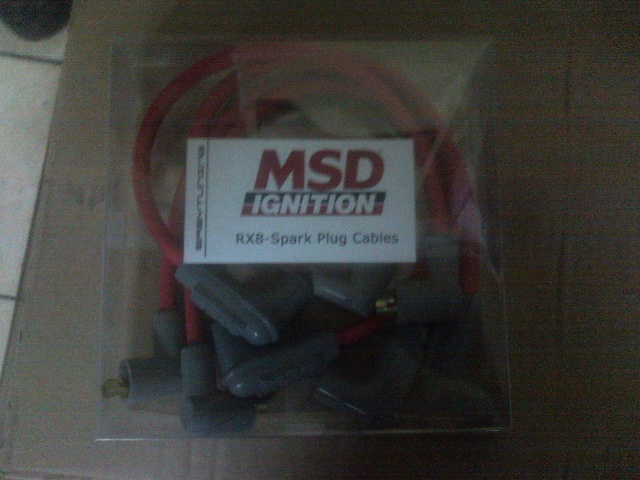 MSD
IGNITION
RX8-Spark Plug Cables